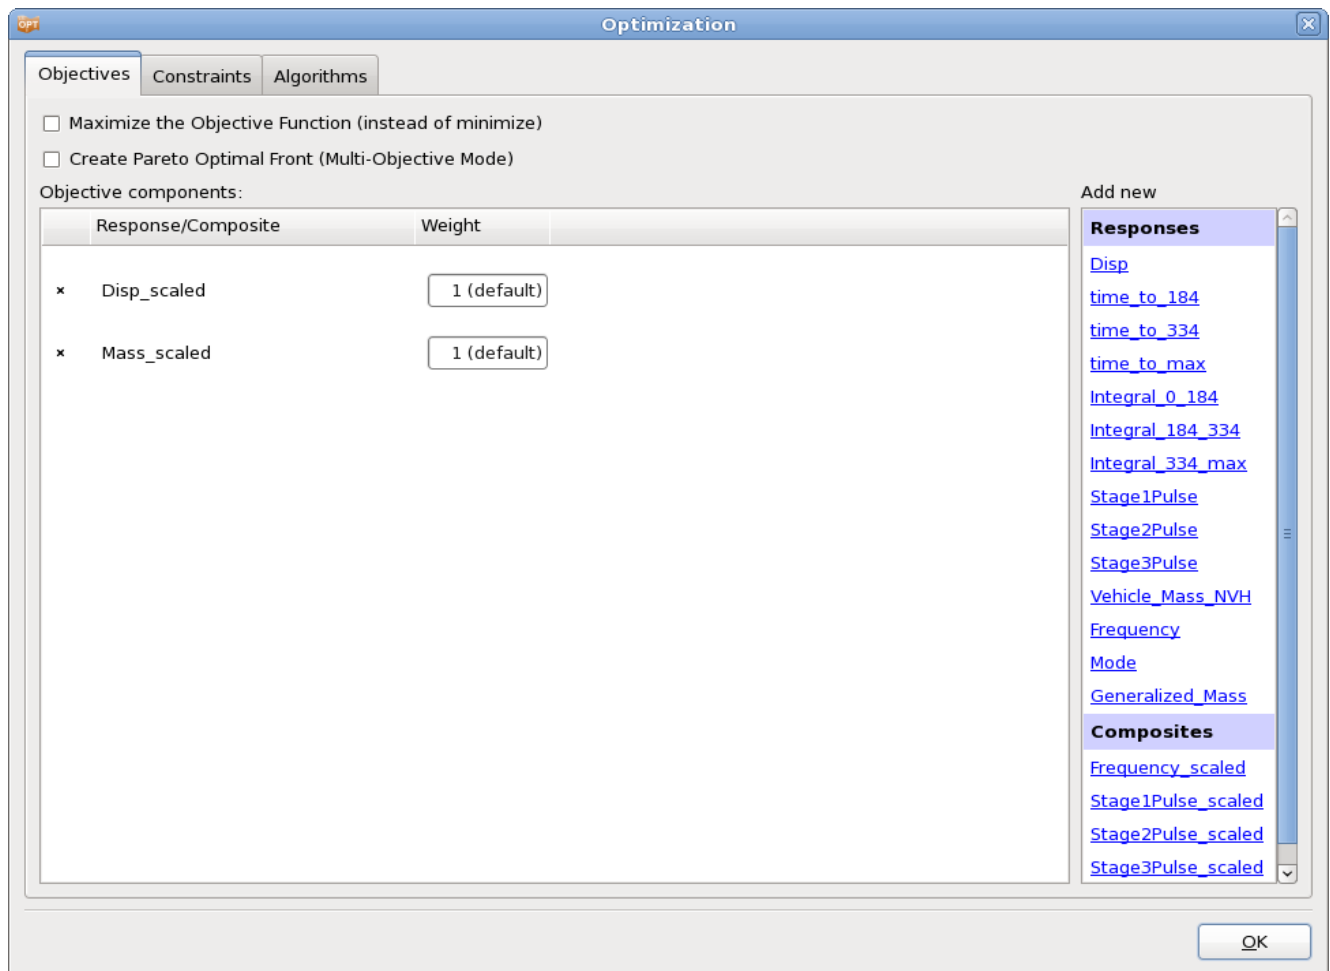 OPT Optimization
Objectives Constraints Algorithms
Maximize the Objective Function (instead of minimize)
Create Pareto Optimal Front (Multi-Objective Mode)
Objective components:
Response/Composite Weight
Disp_scaled 1 (default)
Mass_scaled 1 (default)
Add new
Responses
Disp
time_to_184
time_to_334
time_to_max
Integral_0_184
Integral_184_334
Integral_334_max
Stage1Pulse
Stage2Pulse
Stage3Pulse
Vehicle_Mass_NVH
Frequency
Mode
Generalized_Mass
Composites
Frequency_scaled
Stage1Pulse_scaled
Stage2Pulse_scaled
Stage3Pulse_scaled
OK